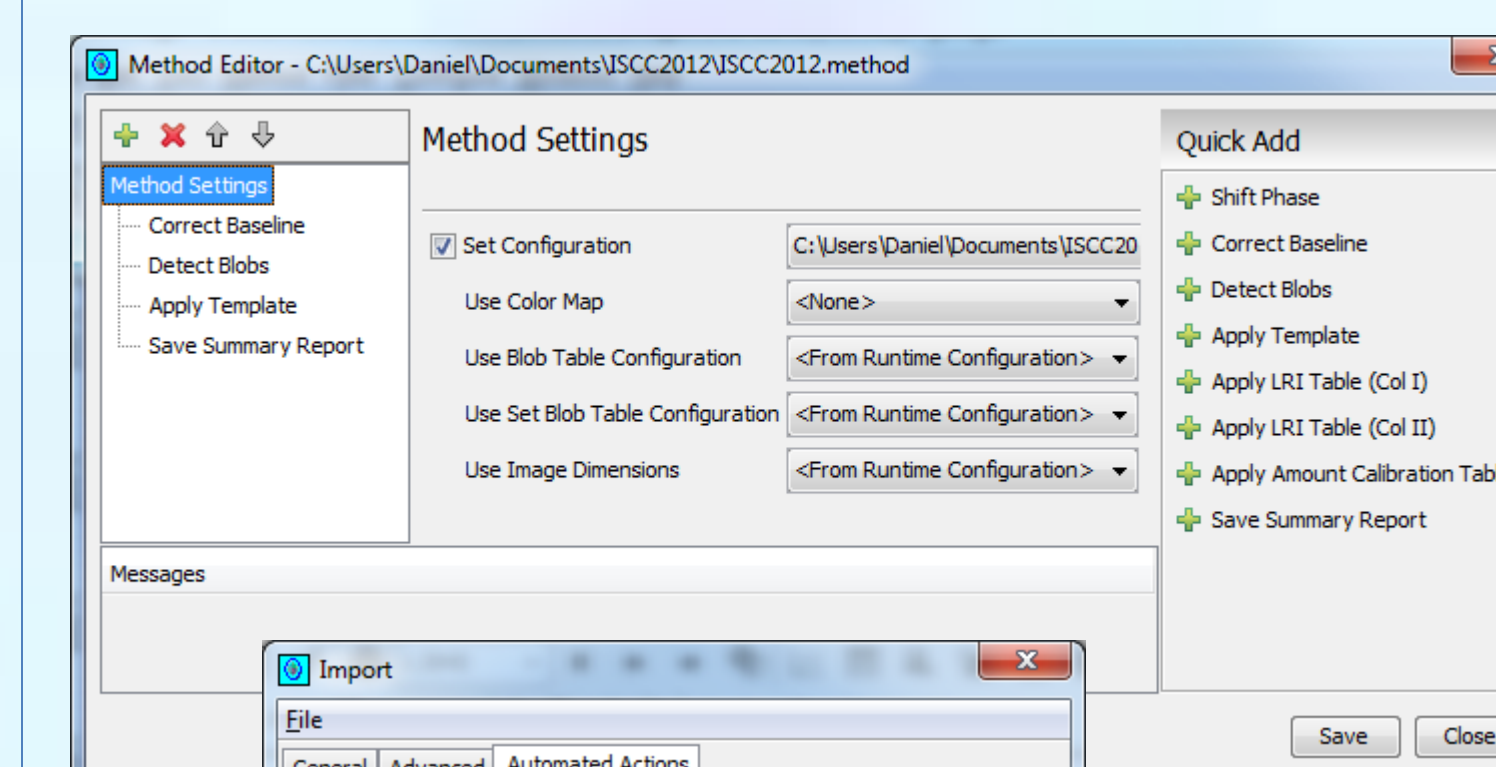 Method Editor - C:\Users\Daniel\Documents\ISCC2012\ISCC2012.method
Method Settings
Correct Baseline
Detect Blobs
Apply Template
Save Summary Report
Method Settings
Set Configuration C:\Users\Daniel\Documents\ISCC20
Use Color Map <None>
Use Blob Table Configuration <From Runtime Configuration>
Use Set Blob Table Configuration <From Runtime Configuration>
Use Image Dimensions <From Runtime Configuration>
Quick Add
Shift Phase
Correct Baseline
Detect Blobs
Apply Template
Apply LRI Table (Col I)
Apply LRI Table (Col II)
Apply Amount Calibration Tab
Save Summary Report
Messages
Save Close
Import
File
General Advanced Automated Actions